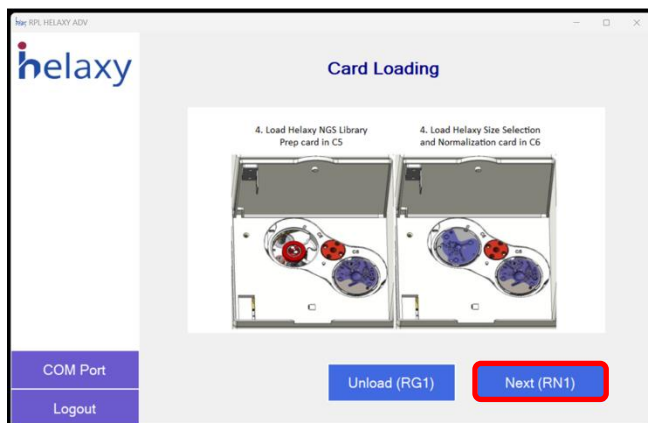 RPL HELAXY ADV
helaxy
Card Loading
4. Load Helaxy NGS Library
Prep card in C5
4. Load Helaxy Size Selection
and Normalization card in C6
COM Port
Logout
Unload (RG1)
Next (RN1)